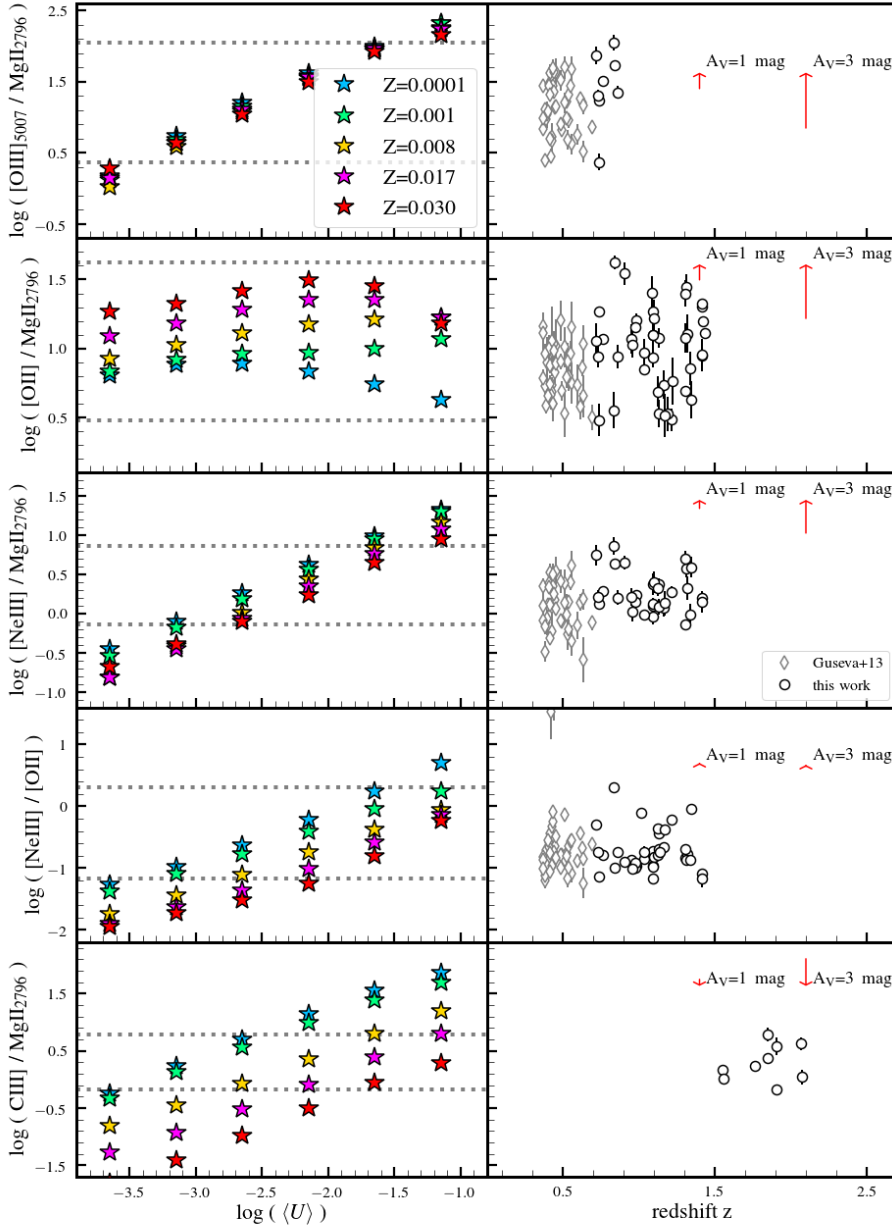 log ( [OIII]5007 / MgII2796 )
2.5
1.5
0.5
−0.5
Z=0.0001
Z=0.001
Z=0.008
Z=0.017
Z=0.030
AV=1 mag
AV=3 mag
log ( [OII] / MgII2796 )
1.5
1.0
0.5
AV=1 mag
AV=3 mag
log ( [NeIII] / MgII2796 )
1.5
1.0
0.5
0.0
−0.5
−1.0
AV=1 mag
AV=3 mag
Guseva+13
this work
log ( [NeIII] / [OII] )
1
0
−1
−2
AV=1 mag
AV=3 mag
log ( CIII] / MgII2796 )
1.5
0.5
−0.5
−1.5
AV=1 mag
AV=3 mag
−3.5 −3.0 −2.5 −2.0 −1.5 −1.0
log ( ⟨U⟩ )
0.5 1.5 2.5
redshift z